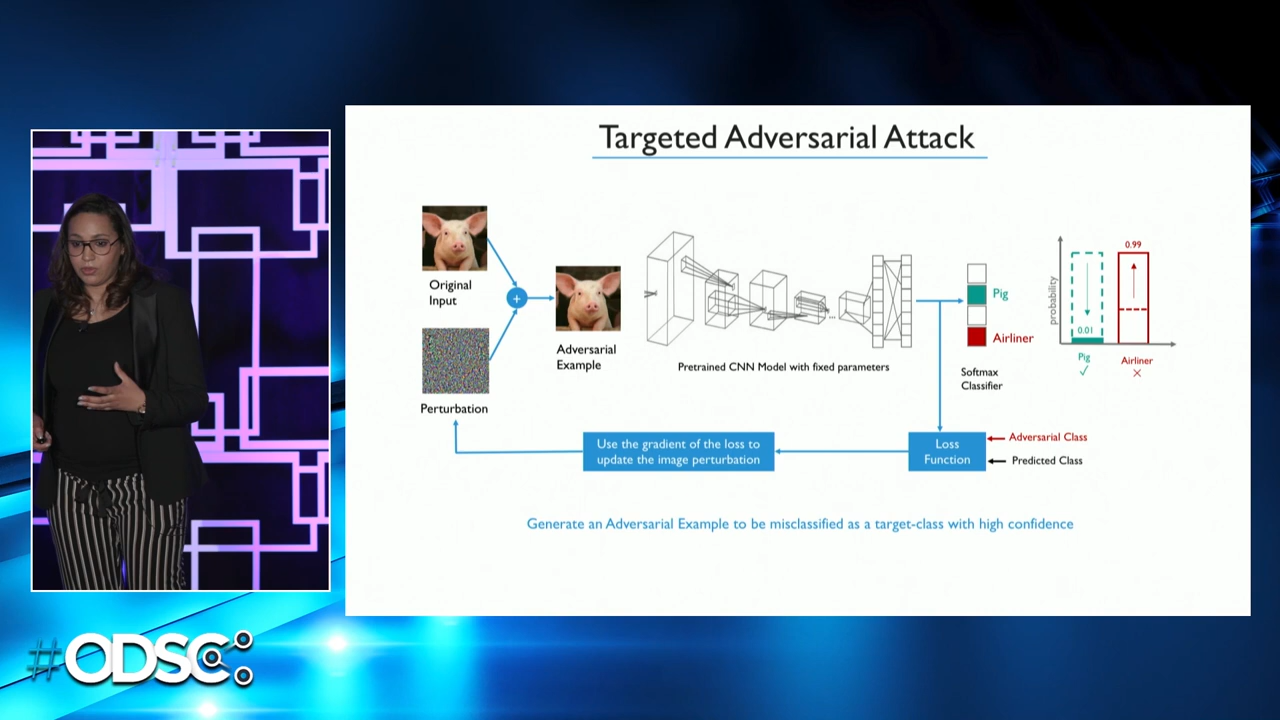 Targeted Adversarial Attack
Original
Input
+
Adversarial
Example
Perturbation
...
Pretrained CNN Model with fixed parameters
Pig
Airliner
Softmax
Classifier
probability
0.01
0.99
Pig
✓
Airliner
✕
Use the gradient of the loss to
update the image perturbation
Loss
Function
Adversarial Class
Predicted Class
Generate an Adversarial Example to be misclassified as a target-class with high confidence
#ODSC